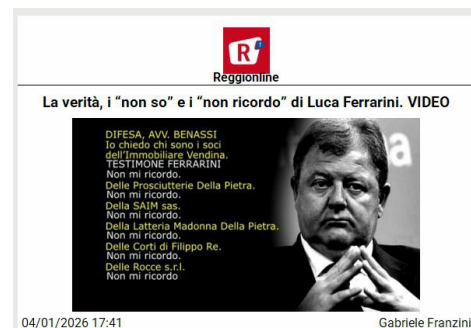 R
Reggionline
La verità, i “non so” e i “non ricordo” di Luca Ferrarini. VIDEO
DIFESA, AVV. BENASSI
Io chiedo chi sono i soci
dell'Immobiliare Vendina.
TESTIMONE FERRARINI
Non mi ricordo.
Delle Prosciutterie Della Pietra.
Non mi ricordo.
Della SAIM sas.
Non mi ricordo.
Della Latteria Madonna Della Pietra.
Non mi ricordo.
Delle Corti di Filippo Re.
Non mi ricordo.
Delle Rocce s.r.l.
Non mi ricordo
a
04/01/2026 17:41
Gabriele Franzini